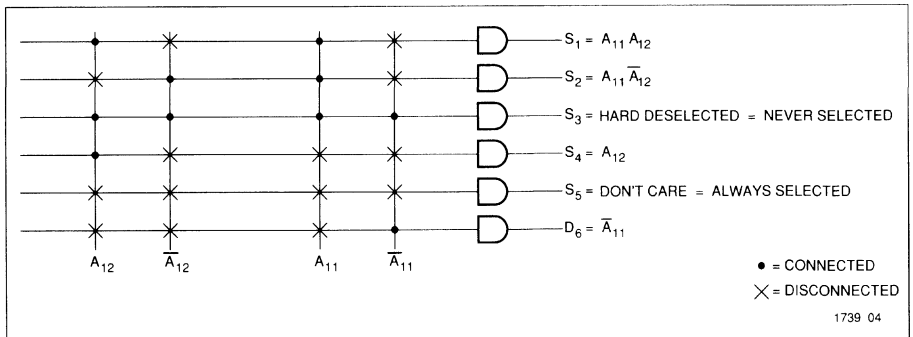 S₁ = A₁₁ A₁₂
S₂ = A₁₁ A̅₁₂
S₃ = HARD DESELECTED = NEVER SELECTED
S₄ = A₁₂
S₅ = DON'T CARE = ALWAYS SELECTED
D₆ = A̅₁₁
A₁₂ A̅₁₂ A₁₁ A̅₁₁
● = CONNECTED
✕ = DISCONNECTED
1739 04